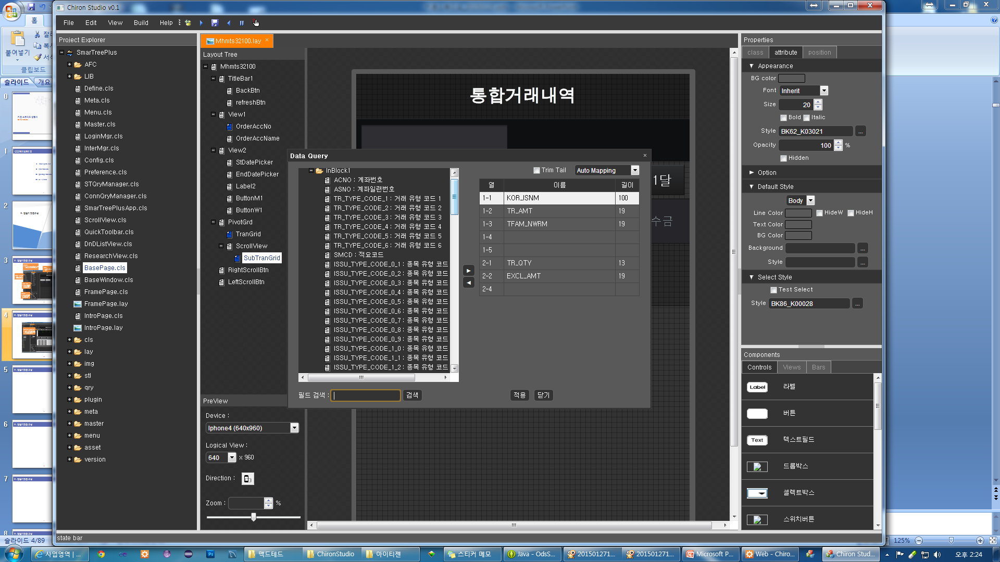 Chiron Studio v0.1
File Edit View Build Help
홈
붙여넣기
클립보드
슬라이드 개요
Project Explorer
SmarTreePlus
AFC
LIB
Define.cls
Meta.cls
Menu.cls
Master.cls
LoginMgr.cls
InterMgr.cls
Config.cls
Preference.cls
STQryManager.cls
ConnQryManager.cls
SmarTreePlusApp.cls
ScrollView.cls
QuickToolbar.cls
DnDListView.cls
ResearchView.cls
BasePage.cls
BaseWindow.cls
FramePage.cls
FramePage.lay
IntroPage.cls
IntroPage.lay
cls
lay
img
stl
qry
plugin
meta
master
menu
asset
version
Mhmts32100.lay
Layout Tree
Mhmts32100
TitleBar1
BackBtn
refreshBtn
View1
OrderAccNo
OrderAccName
View2
StDatePicker
EndDatePicker
Label2
ButtonM1
ButtonW1
PivotGrd
TranGrid
ScrollView
SubTranGrid
RightScrollBtn
LeftScrollBtn
PreView
Device :
Iphone4 (640x960)
Logical View :
640 x 960
Direction :
Zoom : %
통합거래내역
1달
수금
Data Query
InBlock1
ACNO : 계좌번호
ASNO : 계좌일련번호
TR_TYPE_CODE_1 : 거래 유형 코드 1
TR_TYPE_CODE_2 : 거래 유형 코드 2
TR_TYPE_CODE_3 : 거래 유형 코드 3
TR_TYPE_CODE_4 : 거래 유형 코드 4
TR_TYPE_CODE_5 : 거래 유형 코드 5
TR_TYPE_CODE_6 : 거래 유형 코드 6
SMCD : 적요코드
ISSU_TYPE_CODE_0_1 : 종목 유형 코드
ISSU_TYPE_CODE_0_2 : 종목 유형 코드
ISSU_TYPE_CODE_0_3 : 종목 유형 코드
ISSU_TYPE_CODE_0_4 : 종목 유형 코드
ISSU_TYPE_CODE_0_5 : 종목 유형 코드
ISSU_TYPE_CODE_0_6 : 종목 유형 코드
ISSU_TYPE_CODE_0_7 : 종목 유형 코드
ISSU_TYPE_CODE_0_8 : 종목 유형 코드
ISSU_TYPE_CODE_0_9 : 종목 유형 코드
ISSU_TYPE_CODE_1_0 : 종목 유형 코드
ISSU_TYPE_CODE_1_1 : 종목 유형 코드
ISSU_TYPE_CODE_1_2 : 종목 유형 코드
필드 검색 : 검색
Trim Tail Auto Mapping
열 이름 길이
1-1 KOR_ISNM 100
1-2 TR_AMT 19
1-3 TFAM_NWRM 19
1-4
1-5
2-1 TR_QTY 13
2-2 EXCL_AMT 19
2-4
적용 닫기
Properties
class attribute position
Appearance
BG color
Font Inherit
Size 20
Bold Italic
Style BK62_K03021 ...
Opacity 100 %
Hidden
Option
Default Style
Body
Line Color HideW HideH
Text Color
BG Color
Background ...
Style ...
Select Style
Test Select
Style BK86_K00028 ...
Components
Controls Views Bars
Label 라벨
버튼
Text 텍스트필드
드롭박스
셀렉트박스
스위치버튼
state bar
0
1 CONTENTS
2
3
4
5
6
7
8
슬라이드 4/89
125%
사업영역 | ...
맥드테드
ChironStudio
아이티젠
스티커 메모
Java - OdsS...
201501271...
201501271...
Microsoft P...
Web - Chiro...
Chiron Stud...
오후 2:24